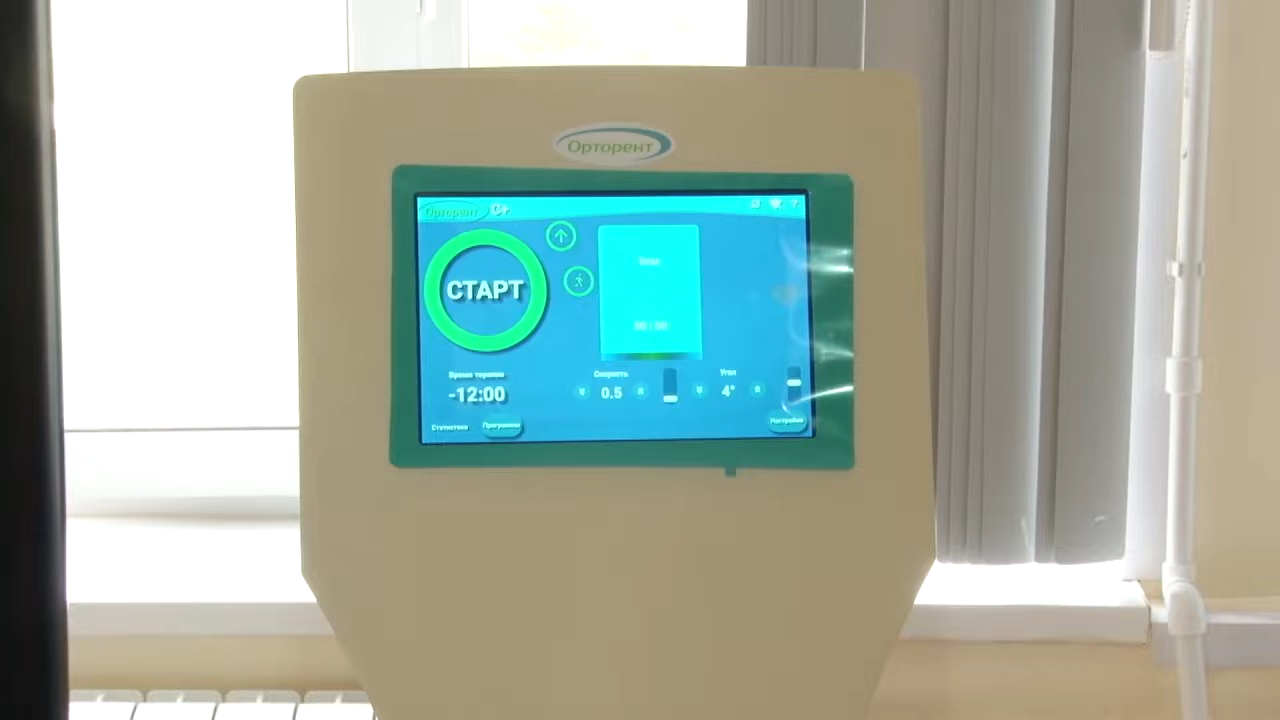 Орторент
Орторент
СТАРТ
Время терапии
Скорость
Угол
-12:00
0.5
4°
Статистика
Программы
Настройки